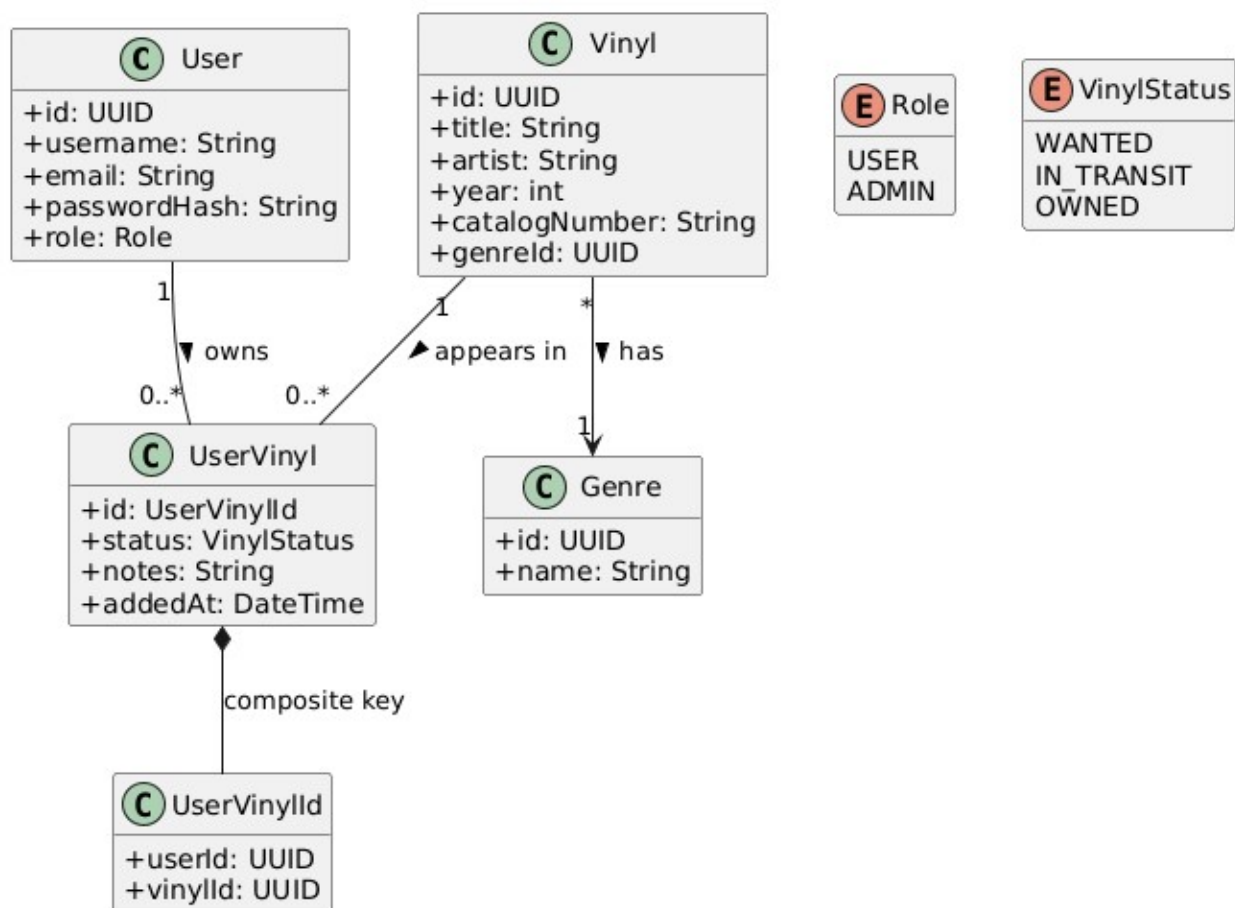 C User
+id: UUID
+username: String
+email: String
+passwordHash: String
+role: Role
C Vinyl
+id: UUID
+title: String
+artist: String
+year: int
+catalogNumber: String
+genreId: UUID
E Role
USER
ADMIN
E VinylStatus
WANTED
IN_TRANSIT
OWNED
1
owns
0..*
1
appears in
0..*
*
has
1
C UserVinyl
+id: UserVinylId
+status: VinylStatus
+notes: String
+addedAt: DateTime
C Genre
+id: UUID
+name: String
composite key
C UserVinylId
+userId: UUID
+vinylId: UUID